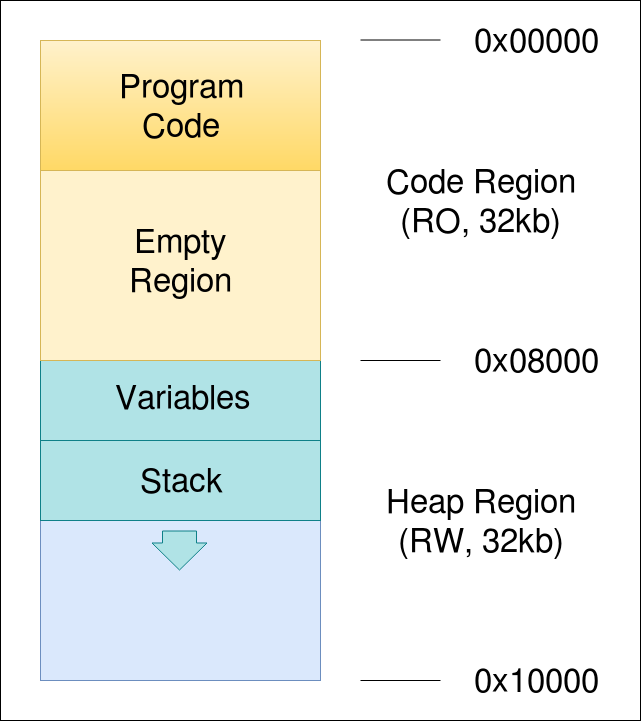 0x00000
Program
Code
Code Region
(RO, 32kb)
Empty
Region
0x08000
Variables
Stack
Heap Region
(RW, 32kb)
0x10000